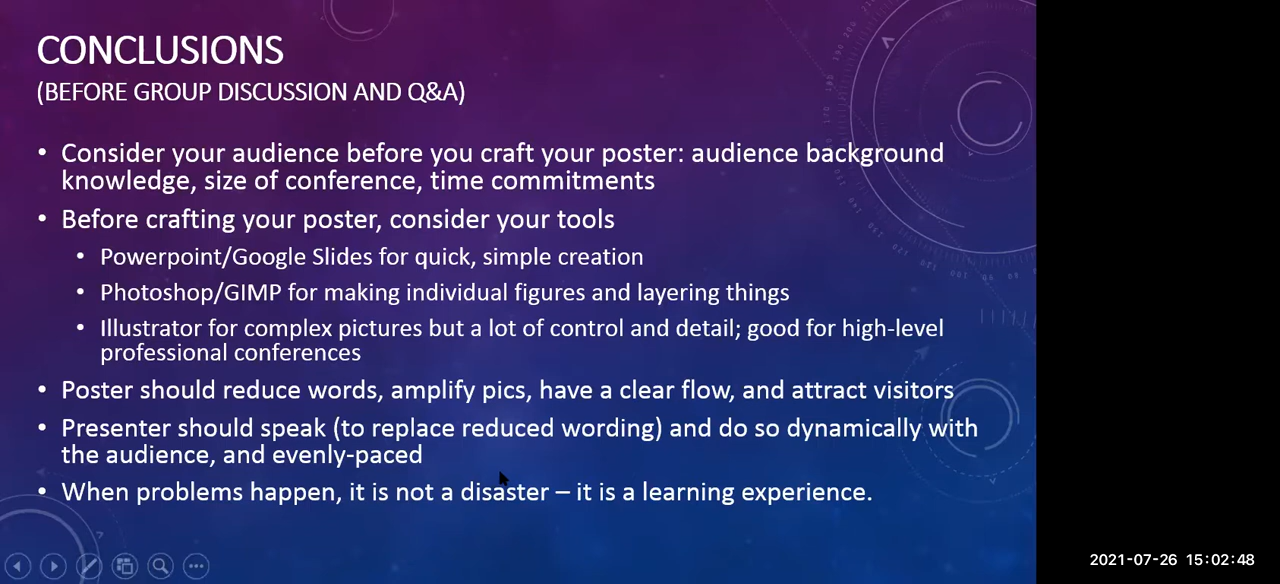 CONCLUSIONS
(BEFORE GROUP DISCUSSION AND Q&A)
• Consider your audience before you craft your poster: audience background
knowledge, size of conference, time commitments
• Before crafting your poster, consider your tools
• Powerpoint/Google Slides for quick, simple creation
• Photoshop/GIMP for making individual figures and layering things
• Illustrator for complex pictures but a lot of control and detail; good for high-level
professional conferences
• Poster should reduce words, amplify pics, have a clear flow, and attract visitors
• Presenter should speak (to replace reduced wording) and do so dynamically with
the audience, and evenly-paced
• When problems happen, it is not a disaster – it is a learning experience.
2021-07-26 15:02:48